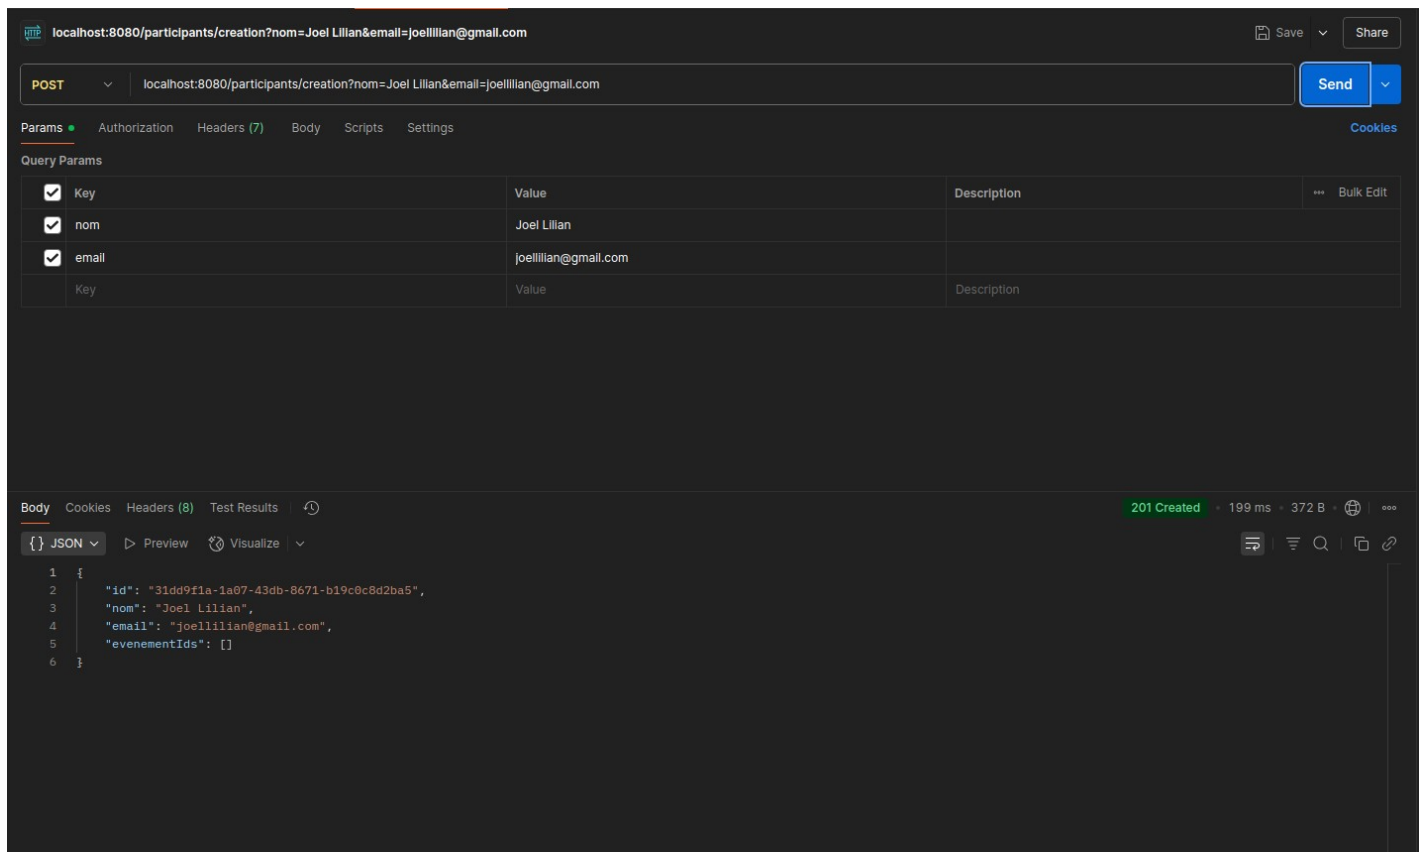 HTTP localhost:8080/participants/creation?nom=Joel Lilian&email=joellilian@gmail.com Save Share
POST localhost:8080/participants/creation?nom=Joel Lilian&email=joellilian@gmail.com Send
Params Authorization Headers (7) Body Scripts Settings Cookies
Query Params
Key Value Description Bulk Edit
nom Joel Lilian
email joellilian@gmail.com
Key Value Description
Body Cookies Headers (8) Test Results 201 Created 199 ms 372 B
{} JSON Preview Visualize
1 {
2 "id": "31dd9f1a-1a07-43db-8671-b19c0c8d2ba5",
3 "nom": "Joel Lilian",
4 "email": "joellilian@gmail.com",
5 "evenementIds": []
6 }